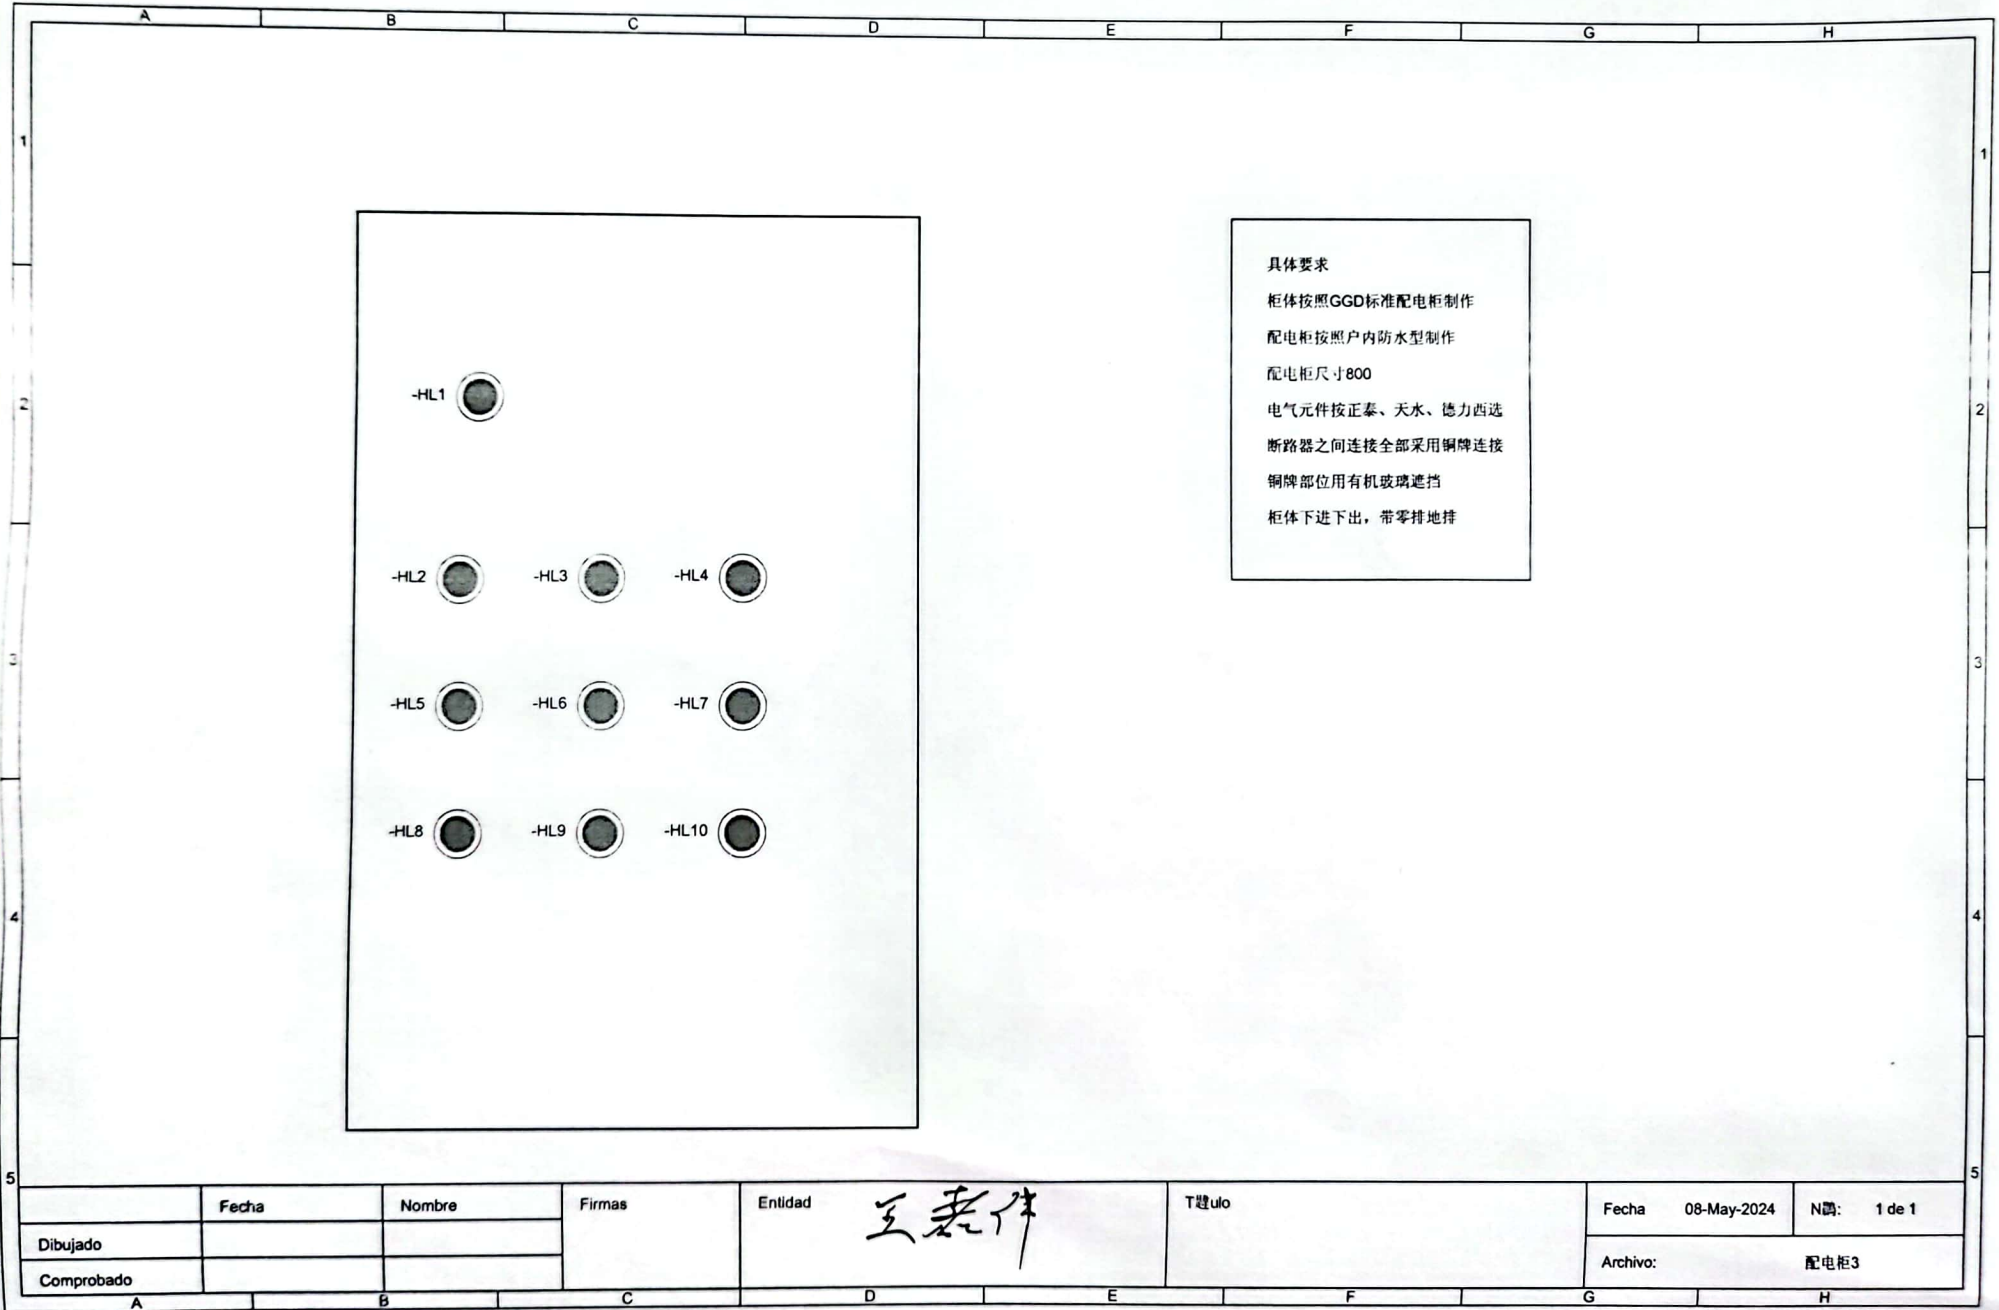 A B C D E F G H
1 1
具体要求
柜体按照GGD标准配电柜制作
配电柜按照户内防水型制作
配电柜尺寸800
电气元件按正泰、天水、德力西选
断路器之间连接全部采用铜牌连接
铜牌部位用有机玻璃遮挡
柜体下进下出，带零排地排
-HL1
2 2
-HL2 -HL3 -HL4
3 3
-HL5 -HL6 -HL7
-HL8 -HL9 -HL10
4 4
5 5
Fecha Nombre Firmas Entidad
Fecha 08-May-2024 1 de 1
Dibujado
Archivo: 配电柜3
Comprobado
A B C D E F G H